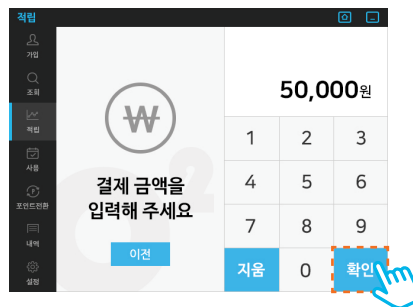 적립
가입
조회
적립
사용
포인트전환
내역
설정
₩
결제 금액을
입력해 주세요
이전
50,000원
1 2 3
4 5 6
7 8 9
지움 0 확인